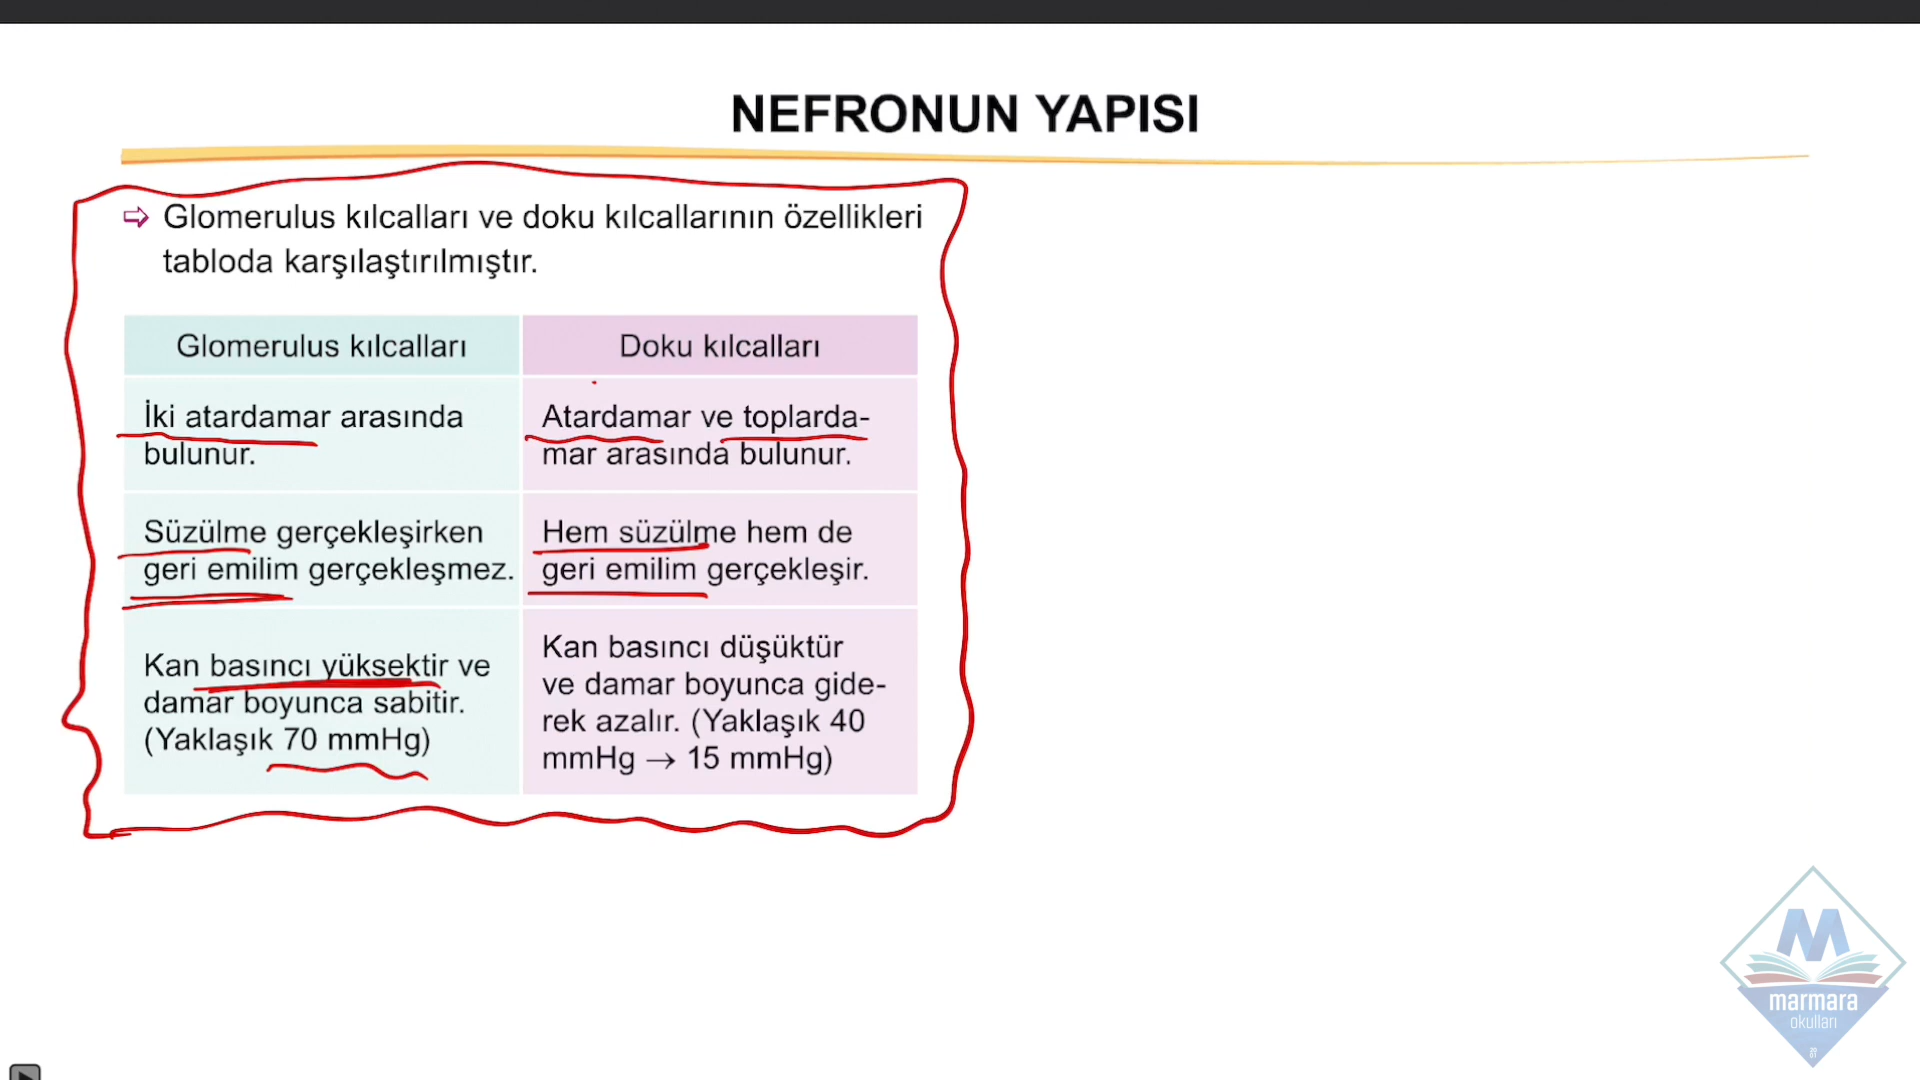 NEFRONUN YAPISI
⇨ Glomerulus kılcalları ve doku kılcallarının özellikleri
tabloda karşılaştırılmıştır.
Glomerulus kılcalları
Doku kılcalları
İki atardamar arasında
bulunur.
Atardamar ve toplarda-
mar arasında bulunur.
Süzülme gerçekleşirken
geri emilim gerçekleşmez.
Hem süzülme hem de
geri emilim gerçekleşir.
Kan basıncı yüksektir ve
damar boyunca sabitir.
(Yaklaşık 70 mmHg)
Kan basıncı düşüktür
ve damar boyunca gide-
rek azalır. (Yaklaşık 40
mmHg → 15 mmHg)
M
marmara
okulları